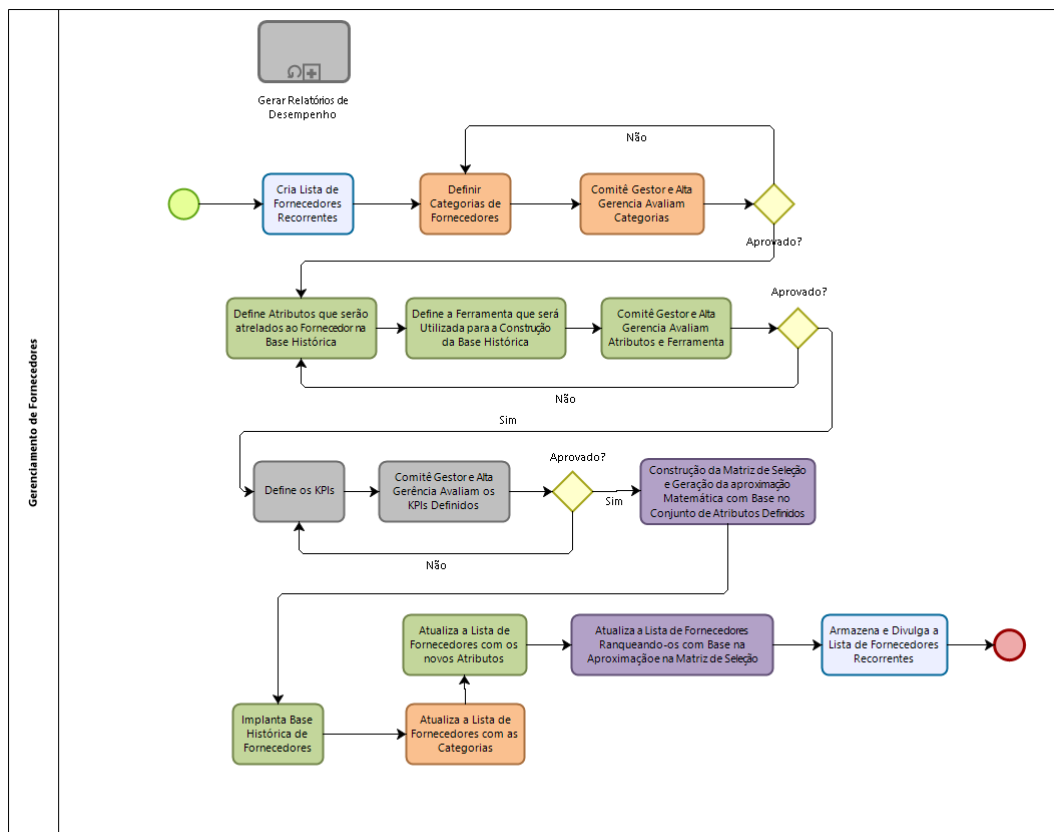 Gerenciamento de Fornecedores
Gerar Relatórios de
Desempenho
Não
Cria Lista de
Fornecedores
Recorrentes
Definir
Categorias de
Fornecedores
Comitê Gestor e Alta
Gerencia Avaliam
Categorias
Aprovado?
Define Atributos que serão
atrelados ao Fornecedor na
Base Histórica
Define a Ferramenta que será
Utilizada para a Construção
da Base Histórica
Comitê Gestor e Alta
Gerencia Avaliam
Atributos e Ferramenta
Aprovado?
Não
Sim
Define os KPIs
Comitê Gestor e Alta
Gerência Avaliam os
KPIs Definidos
Aprovado?
Sim
Não
Construção da Matriz de Seleção
e Geração da aproximação
Matemática com Base no
Conjunto de Atributos Definidos
Implanta Base
Histórica de
Fornecedores
Atualiza a Lista de
Fornecedores com as
Categorias
Atualiza a Lista de
Fornecedores com os
novos Atributos
Atualiza a Lista de Fornecedores
Ranqueando-os com Base na
Aproximação e na Matriz de Seleção
Armazena e Divulga a
Lista de Fornecedores
Recorrentes